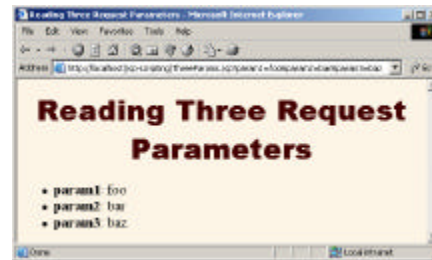 Reading Three Request Parameters - Microsoft Internet Explorer
File Edit View Favorites Tools Help
Address
Reading Three Request
Parameters
• param1: foo
• param2: bar
• param3: baz
Done
Local intranet